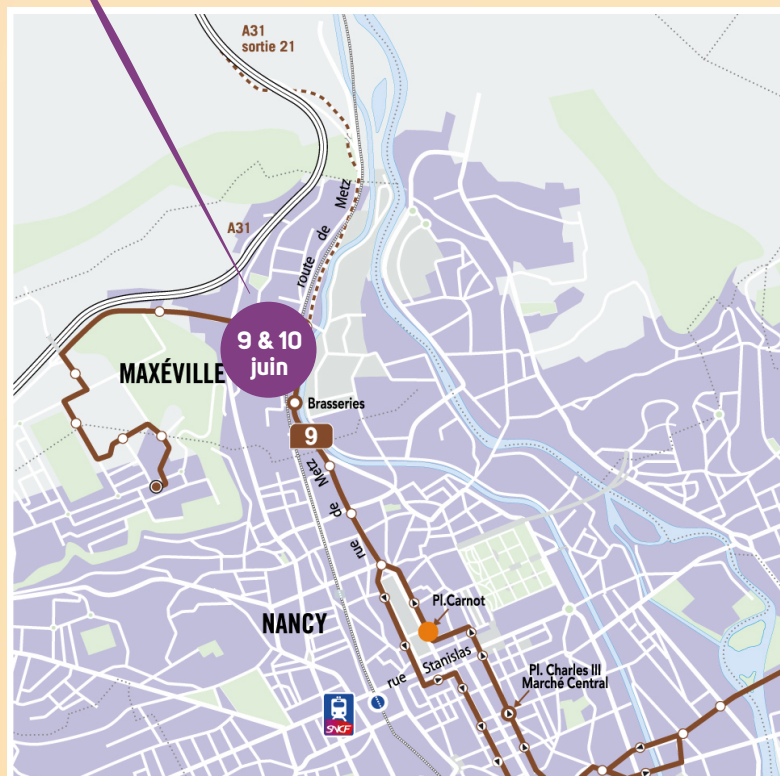 A31
sortie 21
A31
route de Metz
9 & 10
juin
MAXÉVILLE
Brasseries
9
rue de Metz
Pl.Carnot
NANCY
rue Stanislas
Pl. Charles III
Marché Central
SNCF